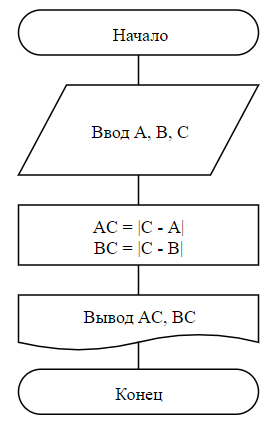 Начало
Ввод A, B, C
AC = |C - A|
BC = |C - B|
Вывод AC, BC
Конец